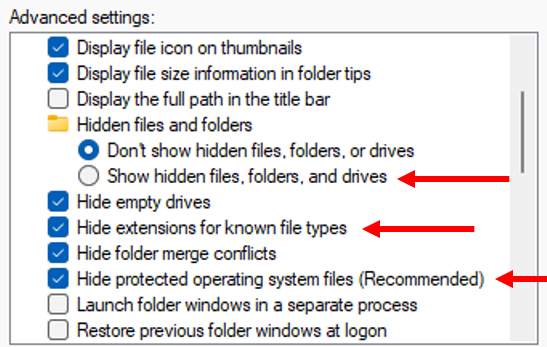 Advanced settings:
Display file icon on thumbnails
Display file size information in folder tips
Display the full path in the title bar
Hidden files and folders
Don't show hidden files, folders, or drives
Show hidden files, folders, and drives
Hide empty drives
Hide extensions for known file types
Hide folder merge conflicts
Hide protected operating system files (Recommended)
Launch folder windows in a separate process
Restore previous folder windows at logon